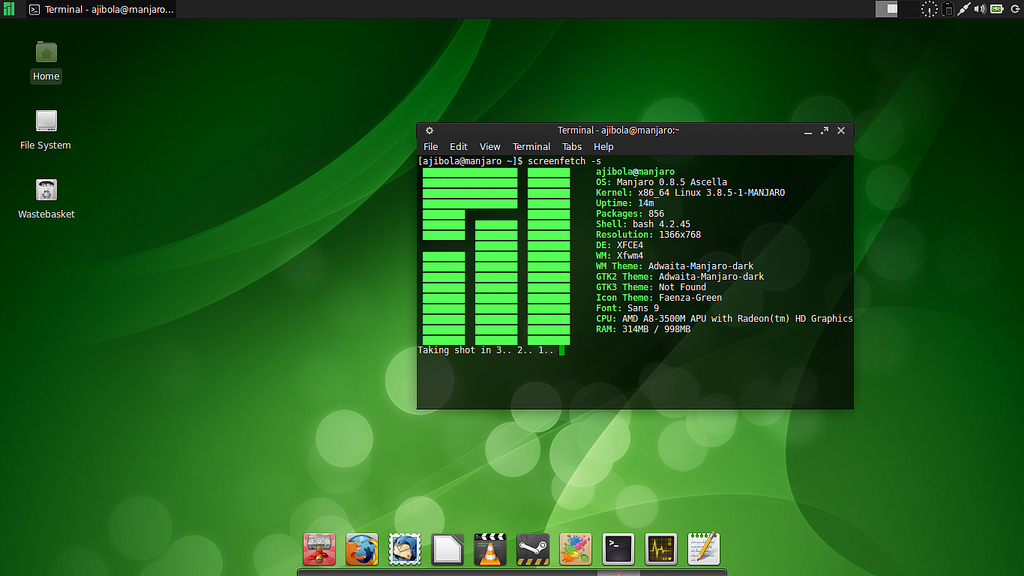 Terminal - ajibola@manjaro...
Home
File System
Wastebasket
Terminal - ajibola@manjaro:~
File Edit View Terminal Tabs Help
[ajibola@manjaro ~]$ screenfetch -s
ajibola@manjaro
OS: Manjaro 0.8.5 Ascella
Kernel: x86_64 Linux 3.8.5-1-MANJARO
Uptime: 14m
Packages: 856
Shell: bash 4.2.45
Resolution: 1366x768
DE: XFCE4
WM: Xfwm4
WM Theme: Adwaita-Manjaro-dark
GTK2 Theme: Adwaita-Manjaro-dark
GTK3 Theme: Not Found
Icon Theme: Faenza-Green
Font: Sans 9
CPU: AMD A8-3500M APU with Radeon(tm) HD Graphics
RAM: 314MB / 998MB
Taking shot in 3.. 2.. 1..